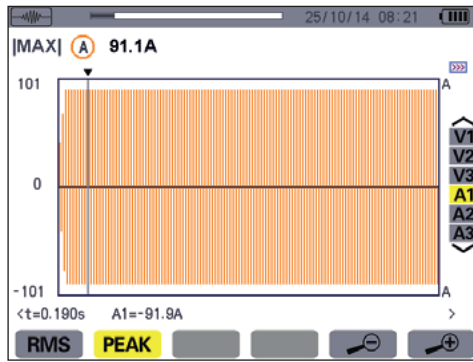 25/10/14 08:21
|MAX| A 91.1A
>>>
101 A
V1
V2
V3
0
A1
A2
A3
-101 A
<t=0.190s A1=-91.9A >
RMS PEAK